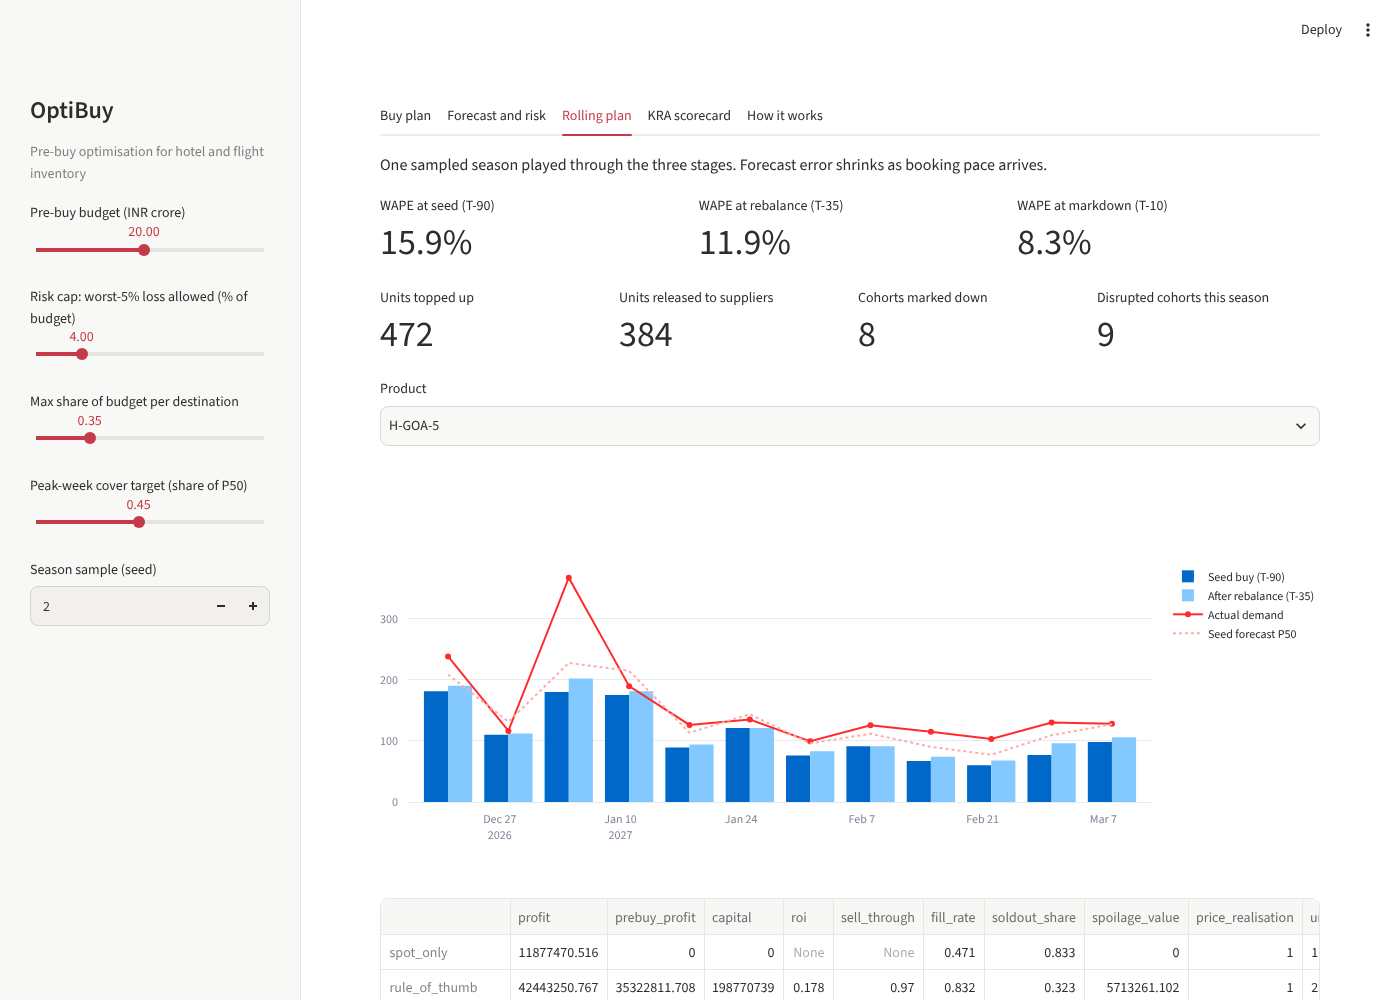 Deploy
OptiBuy
Pre-buy optimisation for hotel and flight
inventory
Pre-buy budget (INR crore)
20.00
Risk cap: worst-5% loss allowed (% of
budget)
4.00
Max share of budget per destination
0.35
Peak-week cover target (share of P50)
0.45
Season sample (seed)
2
Buy plan Forecast and risk Rolling plan KRA scorecard How it works
One sampled season played through the three stages. Forecast error shrinks as booking pace arrives.
WAPE at seed (T-90) WAPE at rebalance (T-35) WAPE at markdown (T-10)
15.9% 11.9% 8.3%
Units topped up Units released to suppliers Cohorts marked down Disrupted cohorts this season
472 384 8 9
Product
H-GOA-5
Seed buy (T-90)
After rebalance (T-35)
Actual demand
Seed forecast P50
300
200
100
0
Dec 27 Jan 10 Jan 24 Feb 7 Feb 21 Mar 7
2026 2027
profit prebuy_profit capital roi sell_through fill_rate soldout_share spoilage_value price_realisation
spot_only 11877470.516 0 0 None None 0.471 0.833 0 1 1
rule_of_thumb 42443250.767 35322811.708 198770739 0.178 0.97 0.832 0.323 5713261.102 1 2